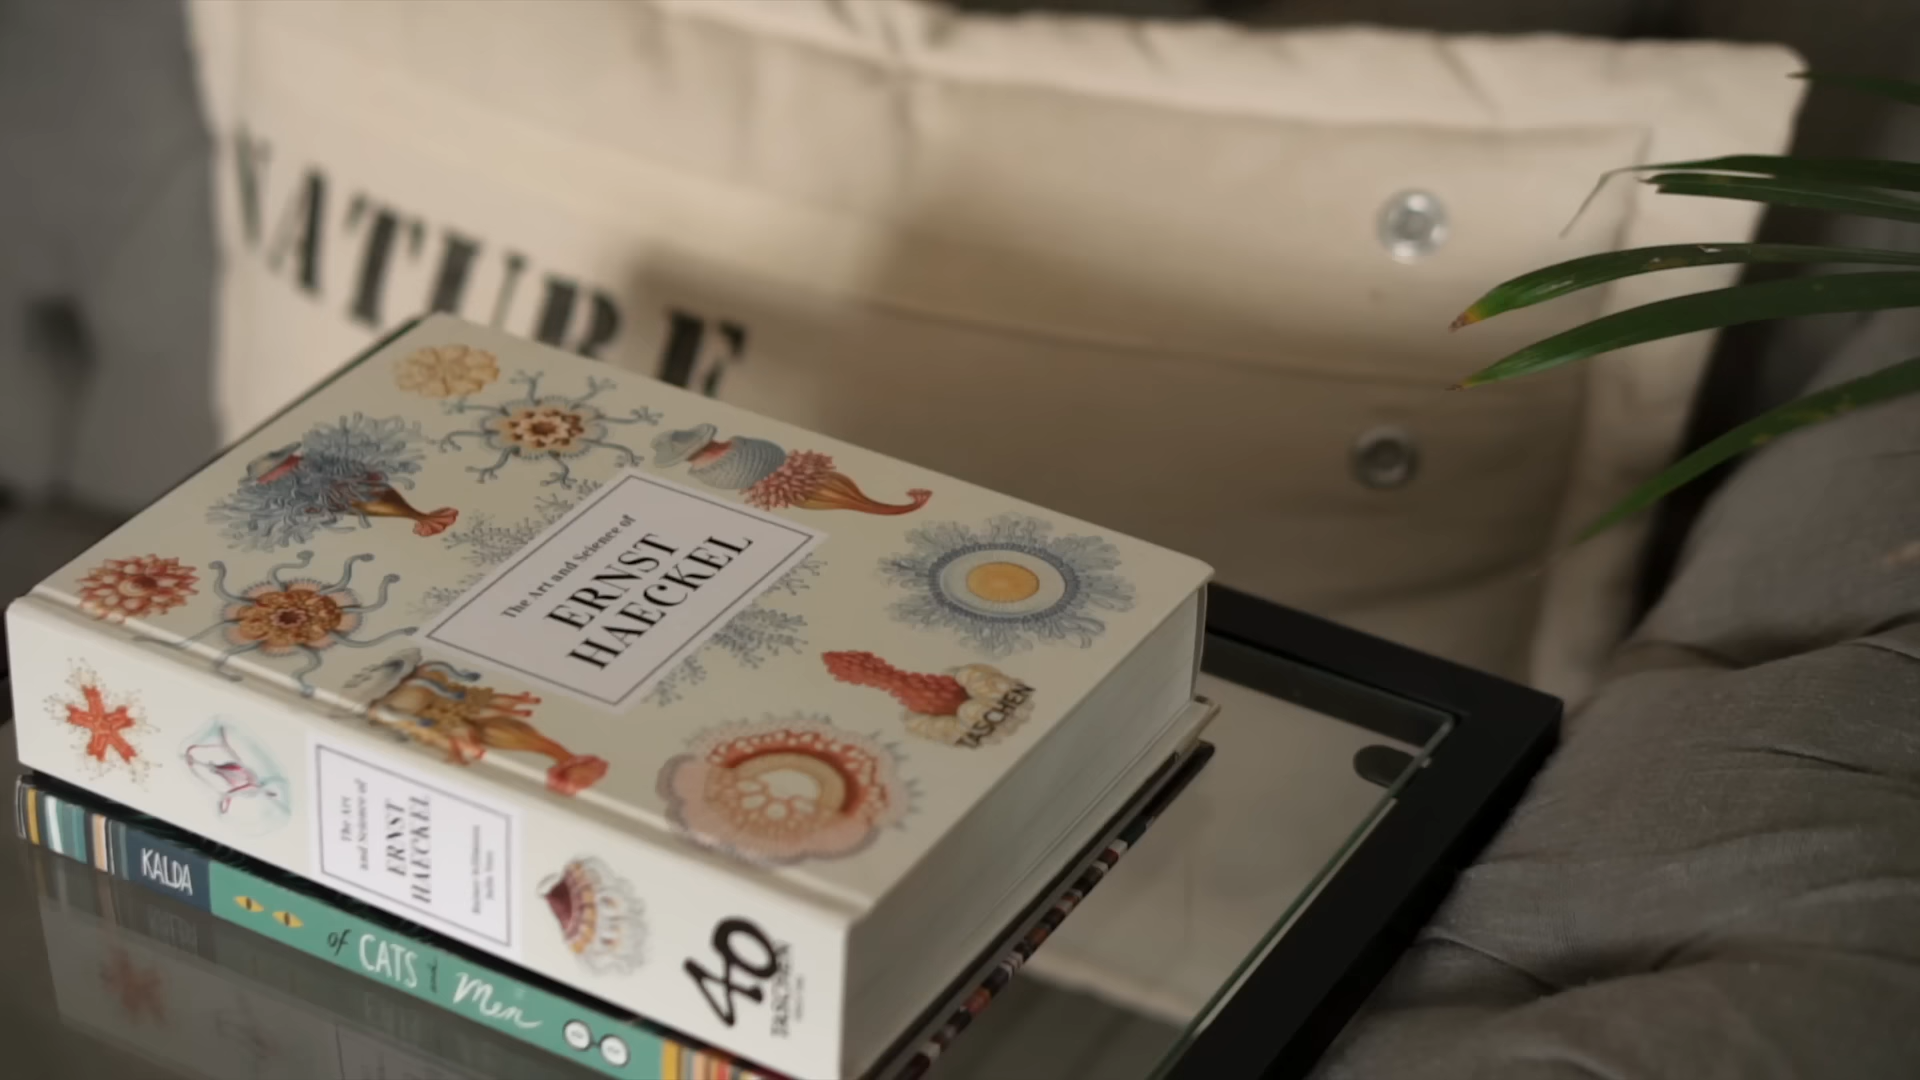 NATURE
The Art and Science of
ERNST
HAECKEL
TASCHEN
The Art
and Science of
ERNST
HAECKEL
40
TASCHEN
KALDA
of CATS and Men